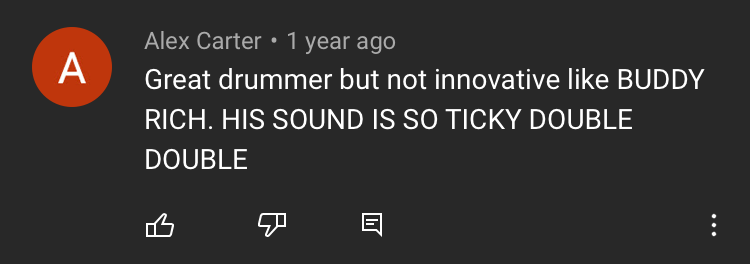 A
Alex Carter • 1 year ago
Great drummer but not innovative like BUDDY
RICH. HIS SOUND IS SO TICKY DOUBLE
DOUBLE